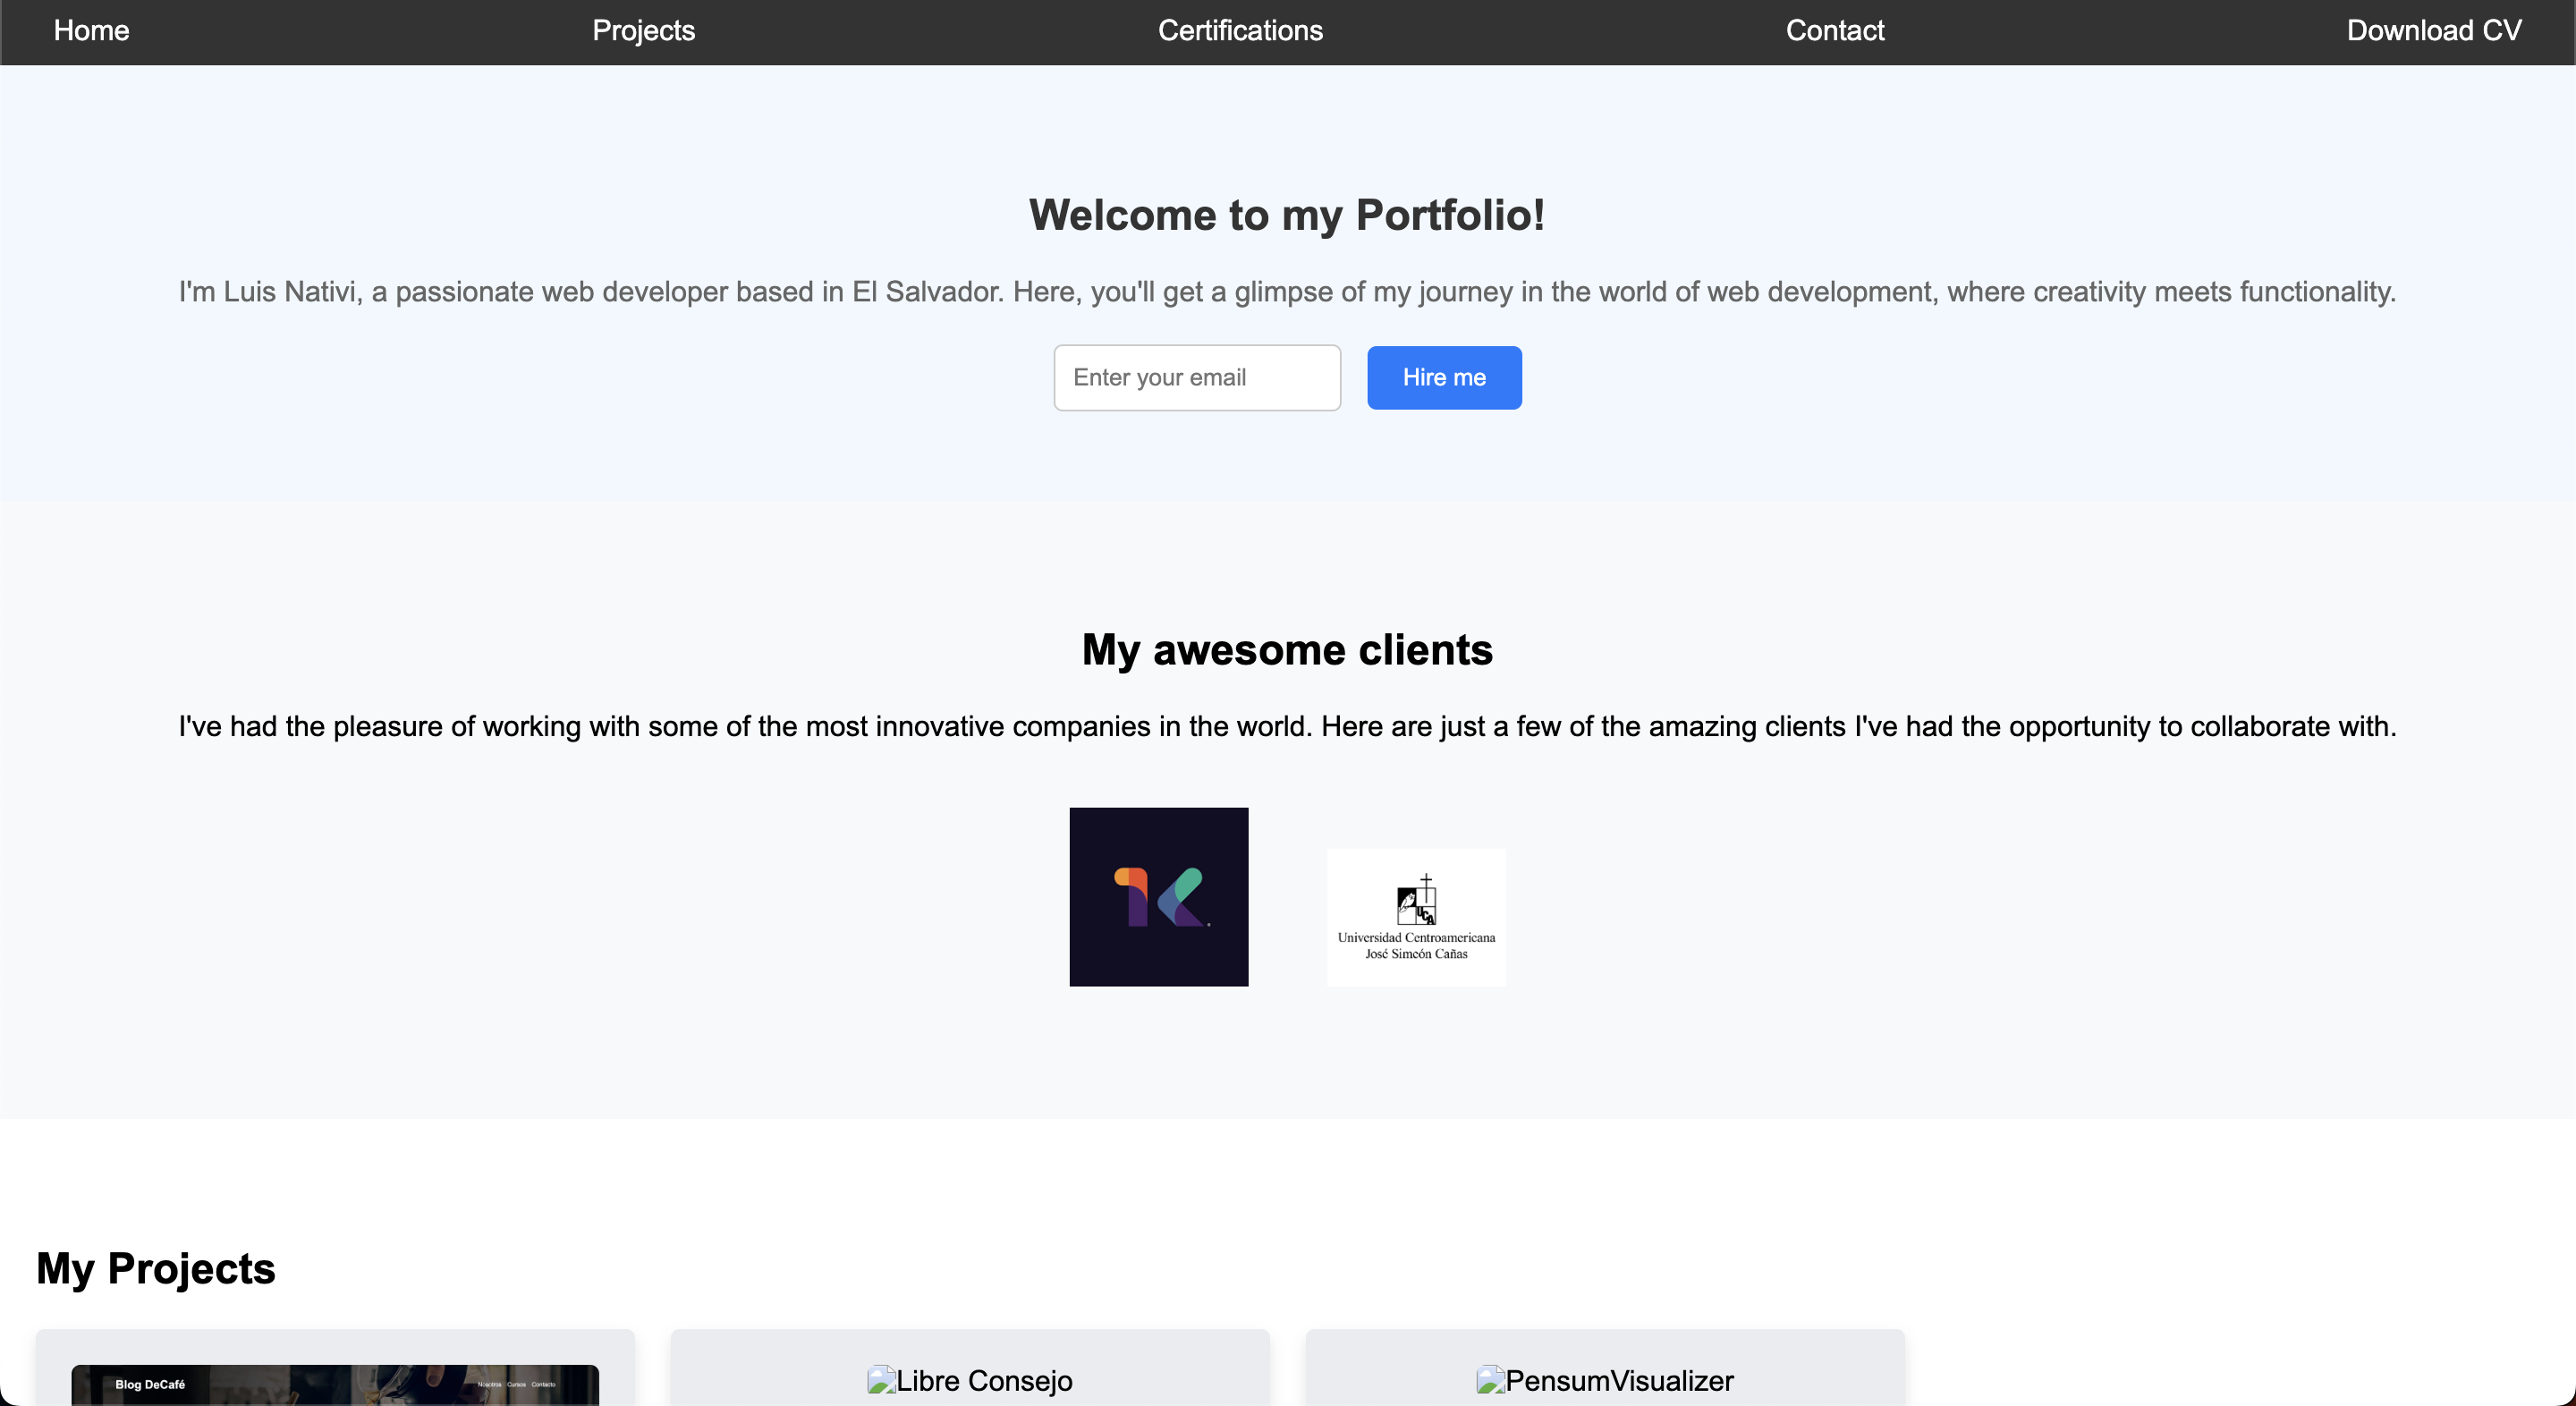 Home Projects Certifications Contact Download CV
Welcome to my Portfolio!
I'm Luis Nativi, a passionate web developer based in El Salvador. Here, you'll get a glimpse of my journey in the world of web development, where creativity meets functionality.
Enter your email Hire me
My awesome clients
I've had the pleasure of working with some of the most innovative companies in the world. Here are just a few of the amazing clients I've had the opportunity to collaborate with.
UCA
Universidad Centroamericana
José Simeón Cañas
My Projects
Blog DeCafé Nosotros Cursos Contacto
Libre Consejo
PensumVisualizer